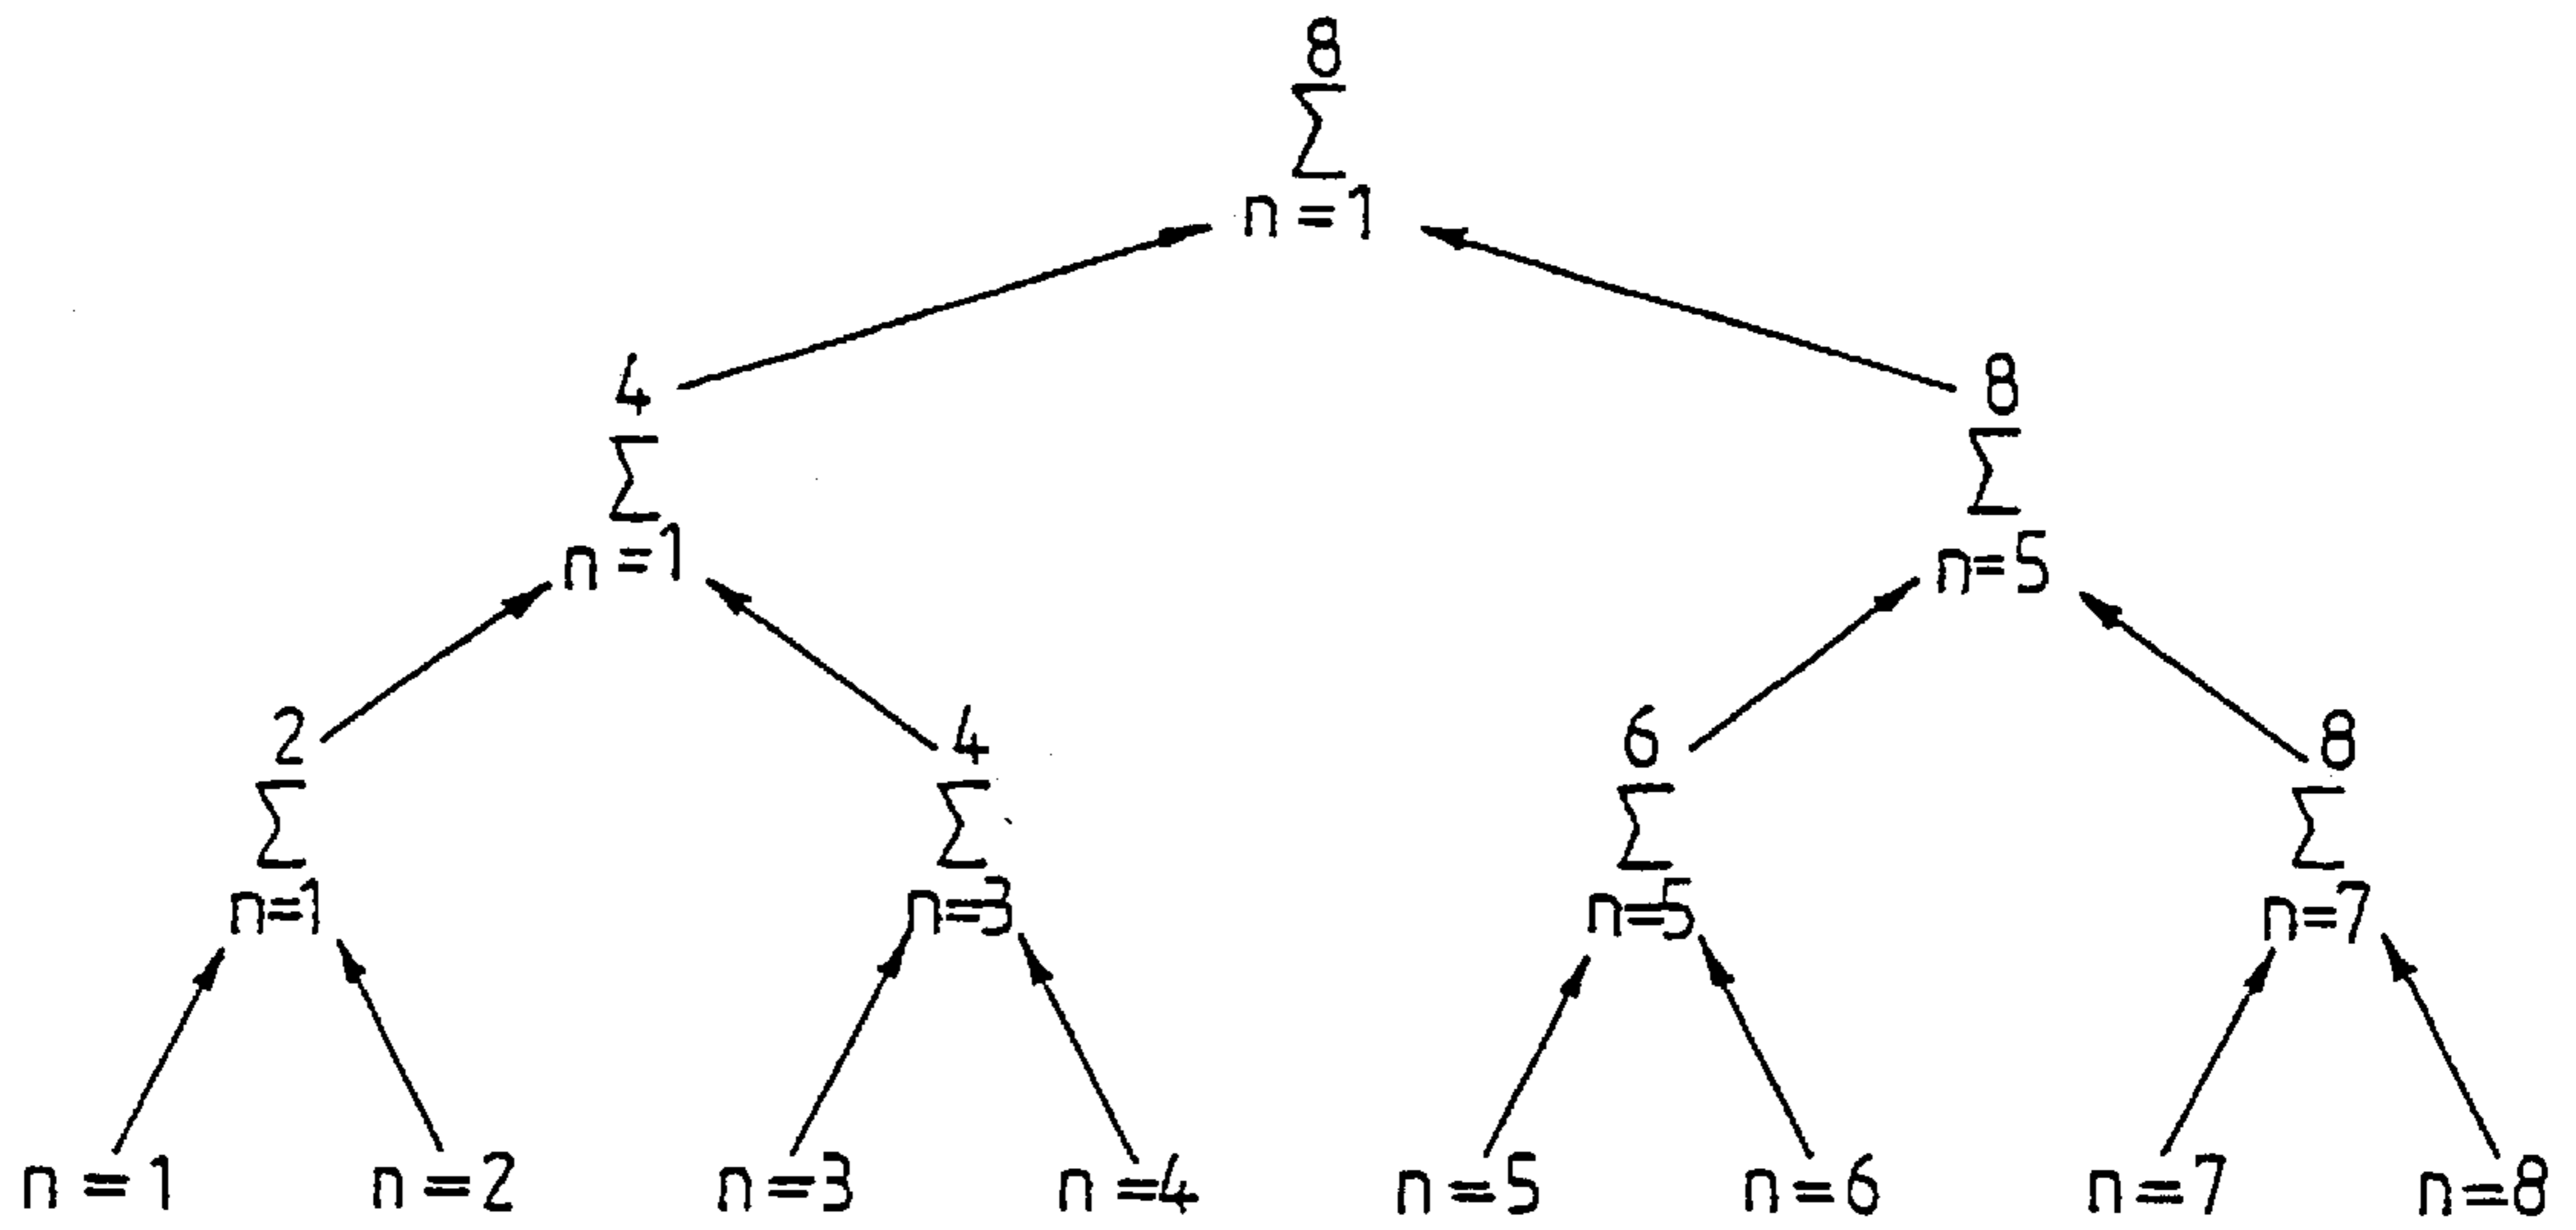 8
∑
n=1
4 8
∑ ∑
n=1 n=5
2 4 6 8
∑ ∑ ∑ ∑
n=1 n=3 n=5 n=7
n=1 n=2 n=3 n=4 n=5 n=6 n=7 n=8